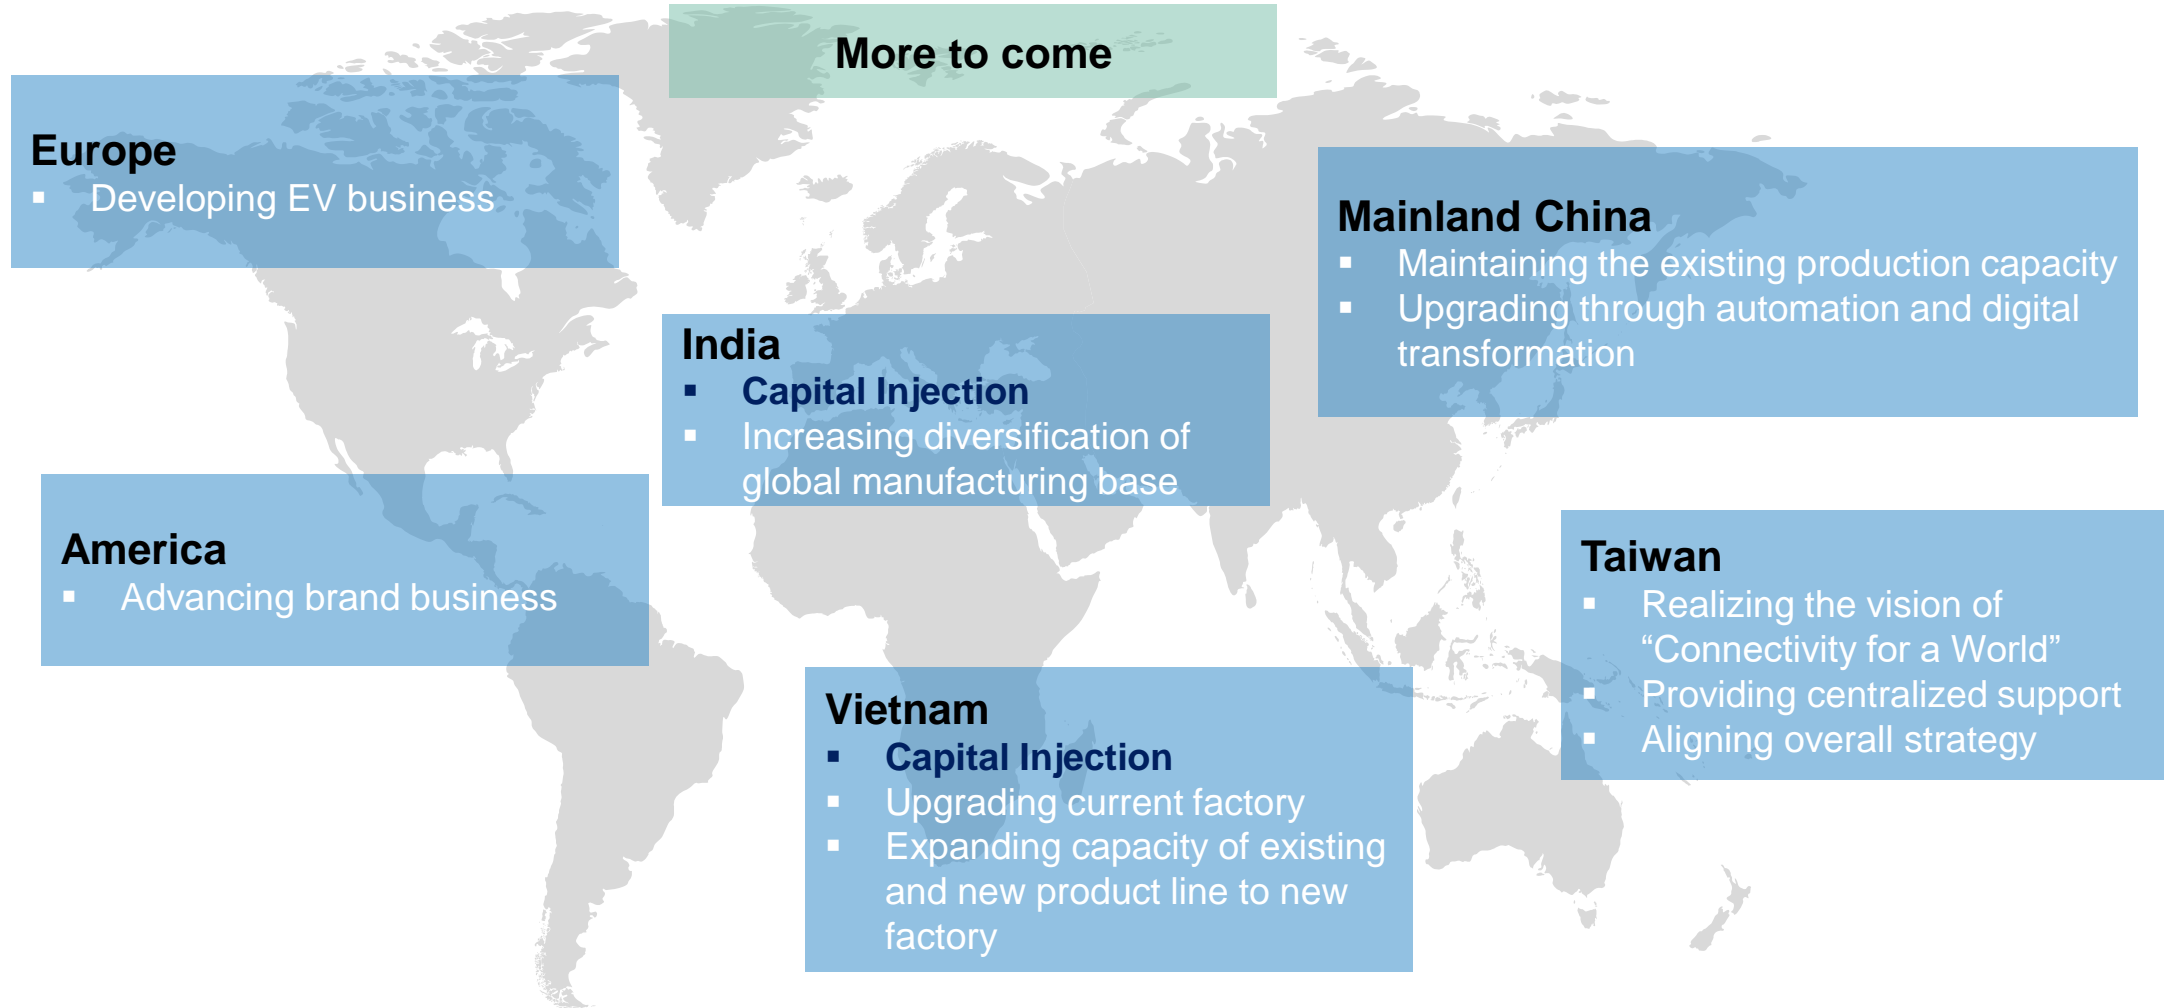 More to come
Europe
▪ Developing EV business
Mainland China
▪ Maintaining the existing production capacity
▪ Upgrading through automation and digital
transformation
India
▪ Capital Injection
▪ Increasing diversification of
global manufacturing base
America
▪ Advancing brand business
Taiwan
▪ Realizing the vision of
“Connectivity for a World”
▪ Providing centralized support
▪ Aligning overall strategy
Vietnam
▪ Capital Injection
▪ Upgrading current factory
▪ Expanding capacity of existing
and new product line to new
factory